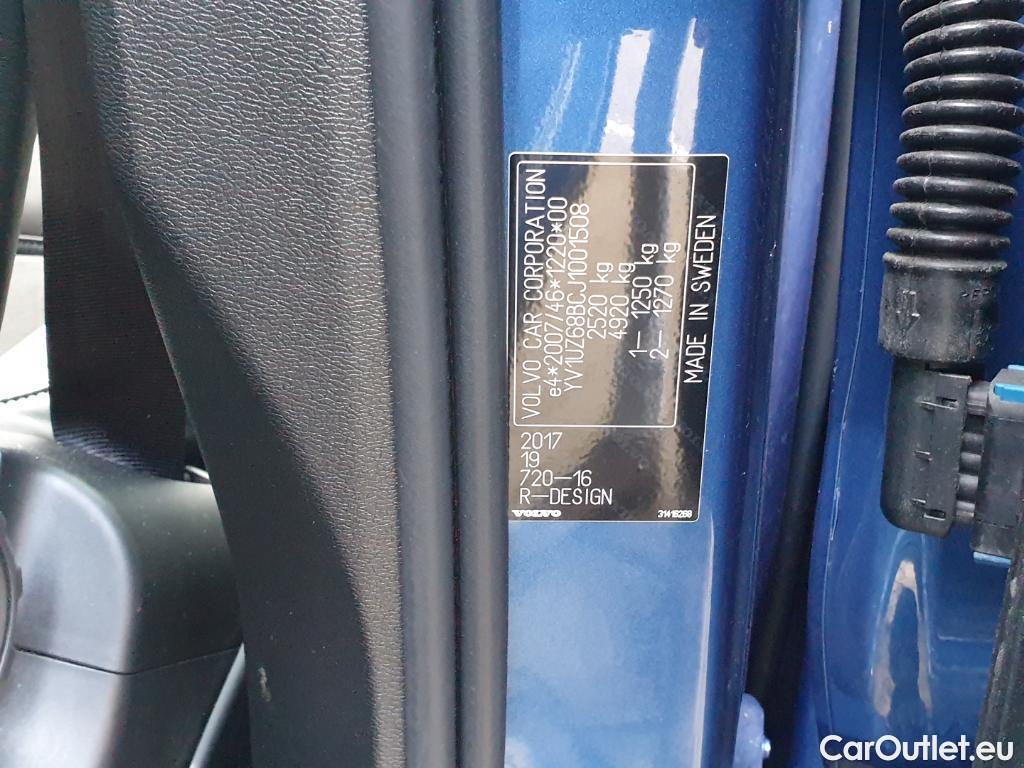 VOLVO CAR CORPORATION
e4*2007/46*1220*00
YV1UZ68BCJ1001508
2520 kg
4920 kg
1– 1250 kg
2– 1270 kg
MADE IN SWEDEN
2017
19
720–16
R–DESIGN
VOLVO
31416268
CarOutlet.eu